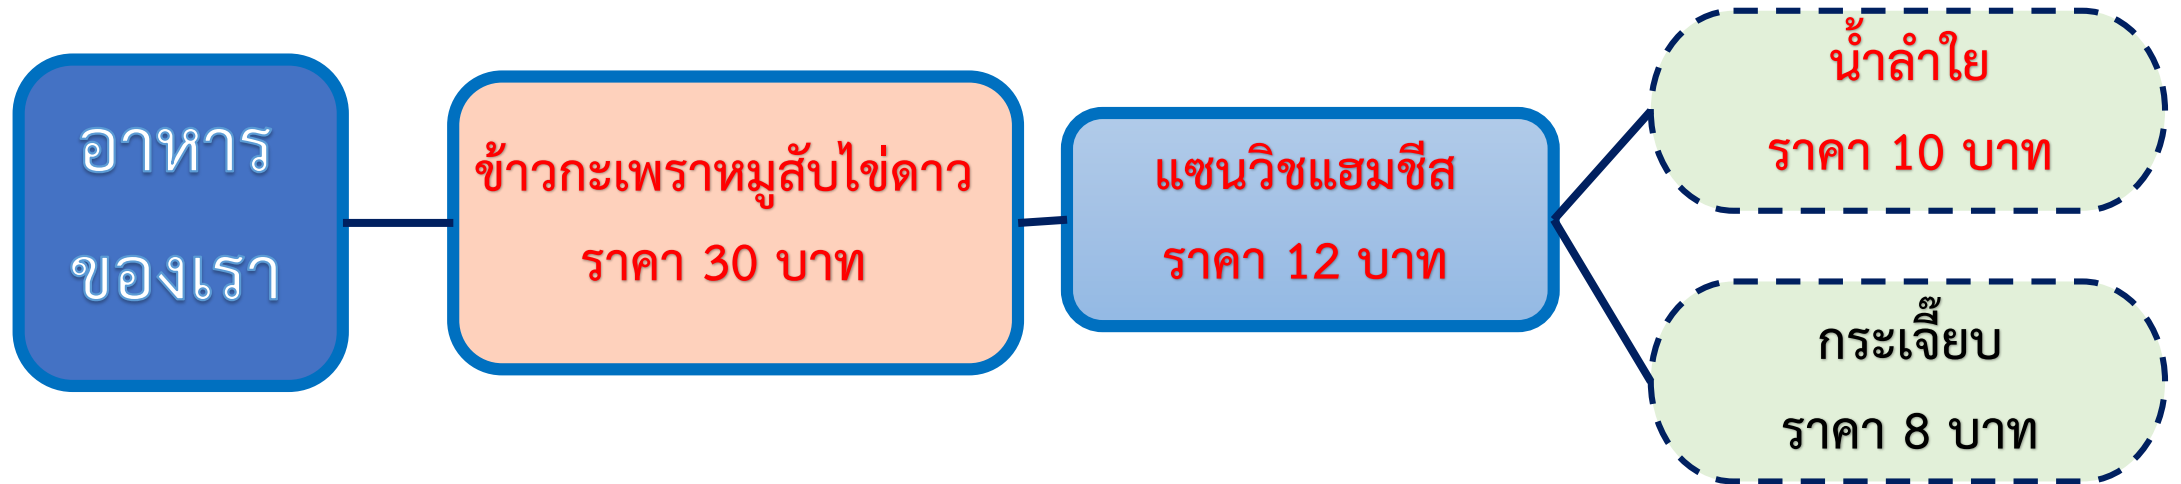 อาหาร
ของเรา
ข้าวกะเพราหมูสับไข่ดาว
ราคา 30 บาท
แซนวิชแฮมชีส
ราคา 12 บาท
น้ำลำใย
ราคา 10 บาท
กระเจี๊ยบ
ราคา 8 บาท